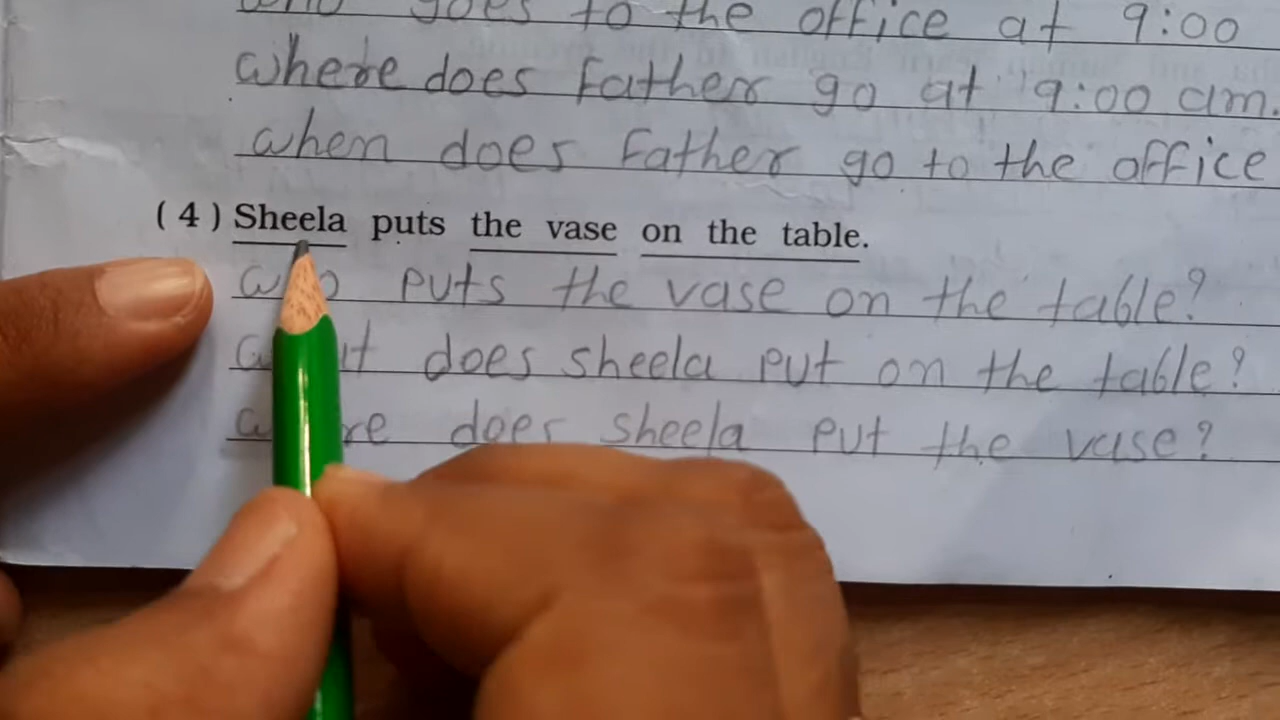 goes to the office at 9:00
where does father go at 9:00 am.
when does Father go to the office
( 4 ) Sheela puts the vase on the table.
puts the vase on the table?
does sheela put on the table?
does sheela put the vase?